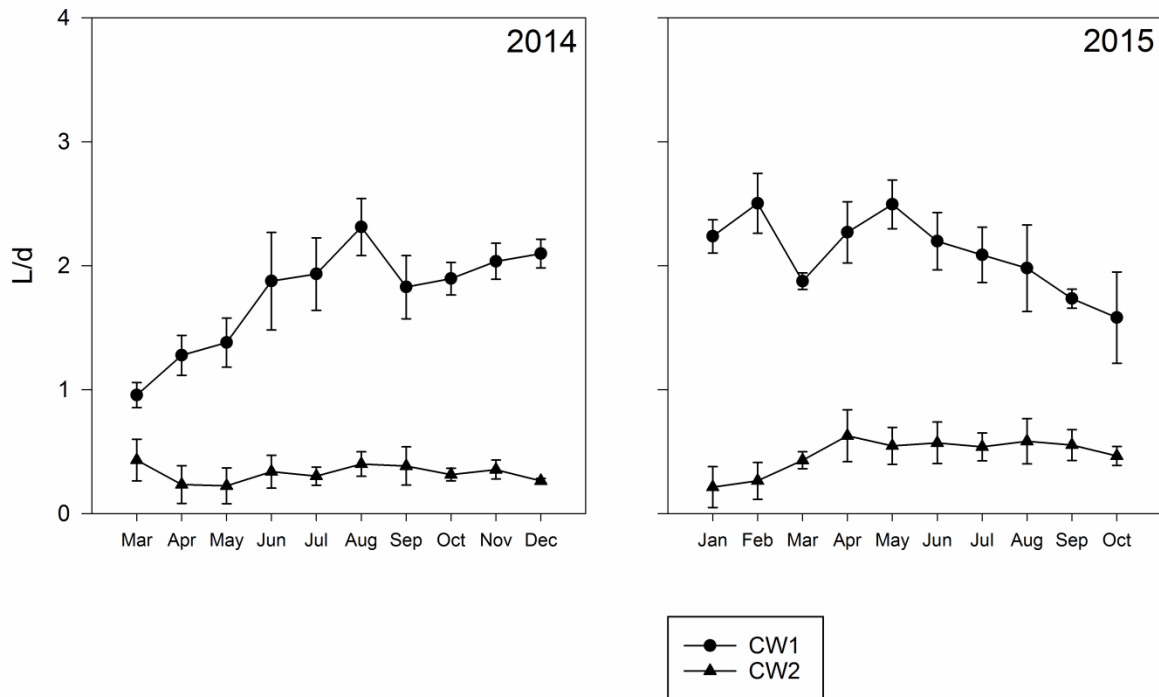 2014
2015
L/d
4
3
2
1
0
Mar Apr May Jun Jul Aug Sep Oct Nov Dec
Jan Feb Mar Apr May Jun Jul Aug Sep Oct
CW1
CW2